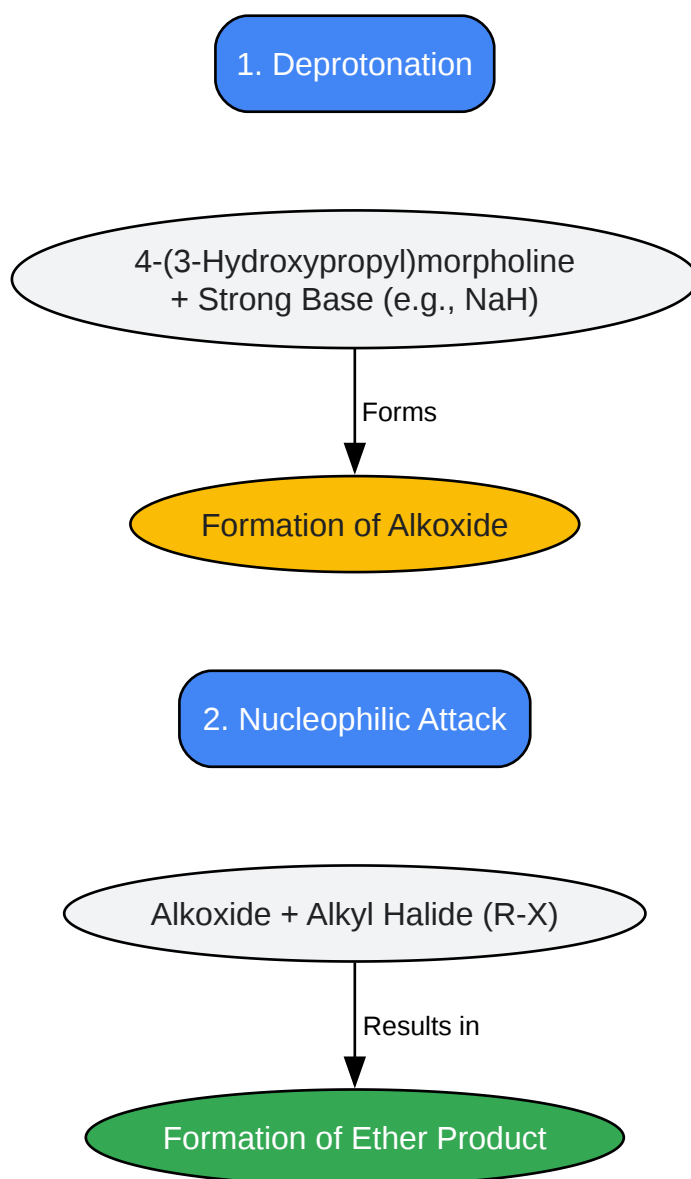 1. Deprotonation
4-(3-Hydroxypropyl)morpholine
+ Strong Base (e.g., NaH)
Forms
Formation of Alkoxide
2. Nucleophilic Attack
Alkoxide + Alkyl Halide (R-X)
Results in
Formation of Ether Product